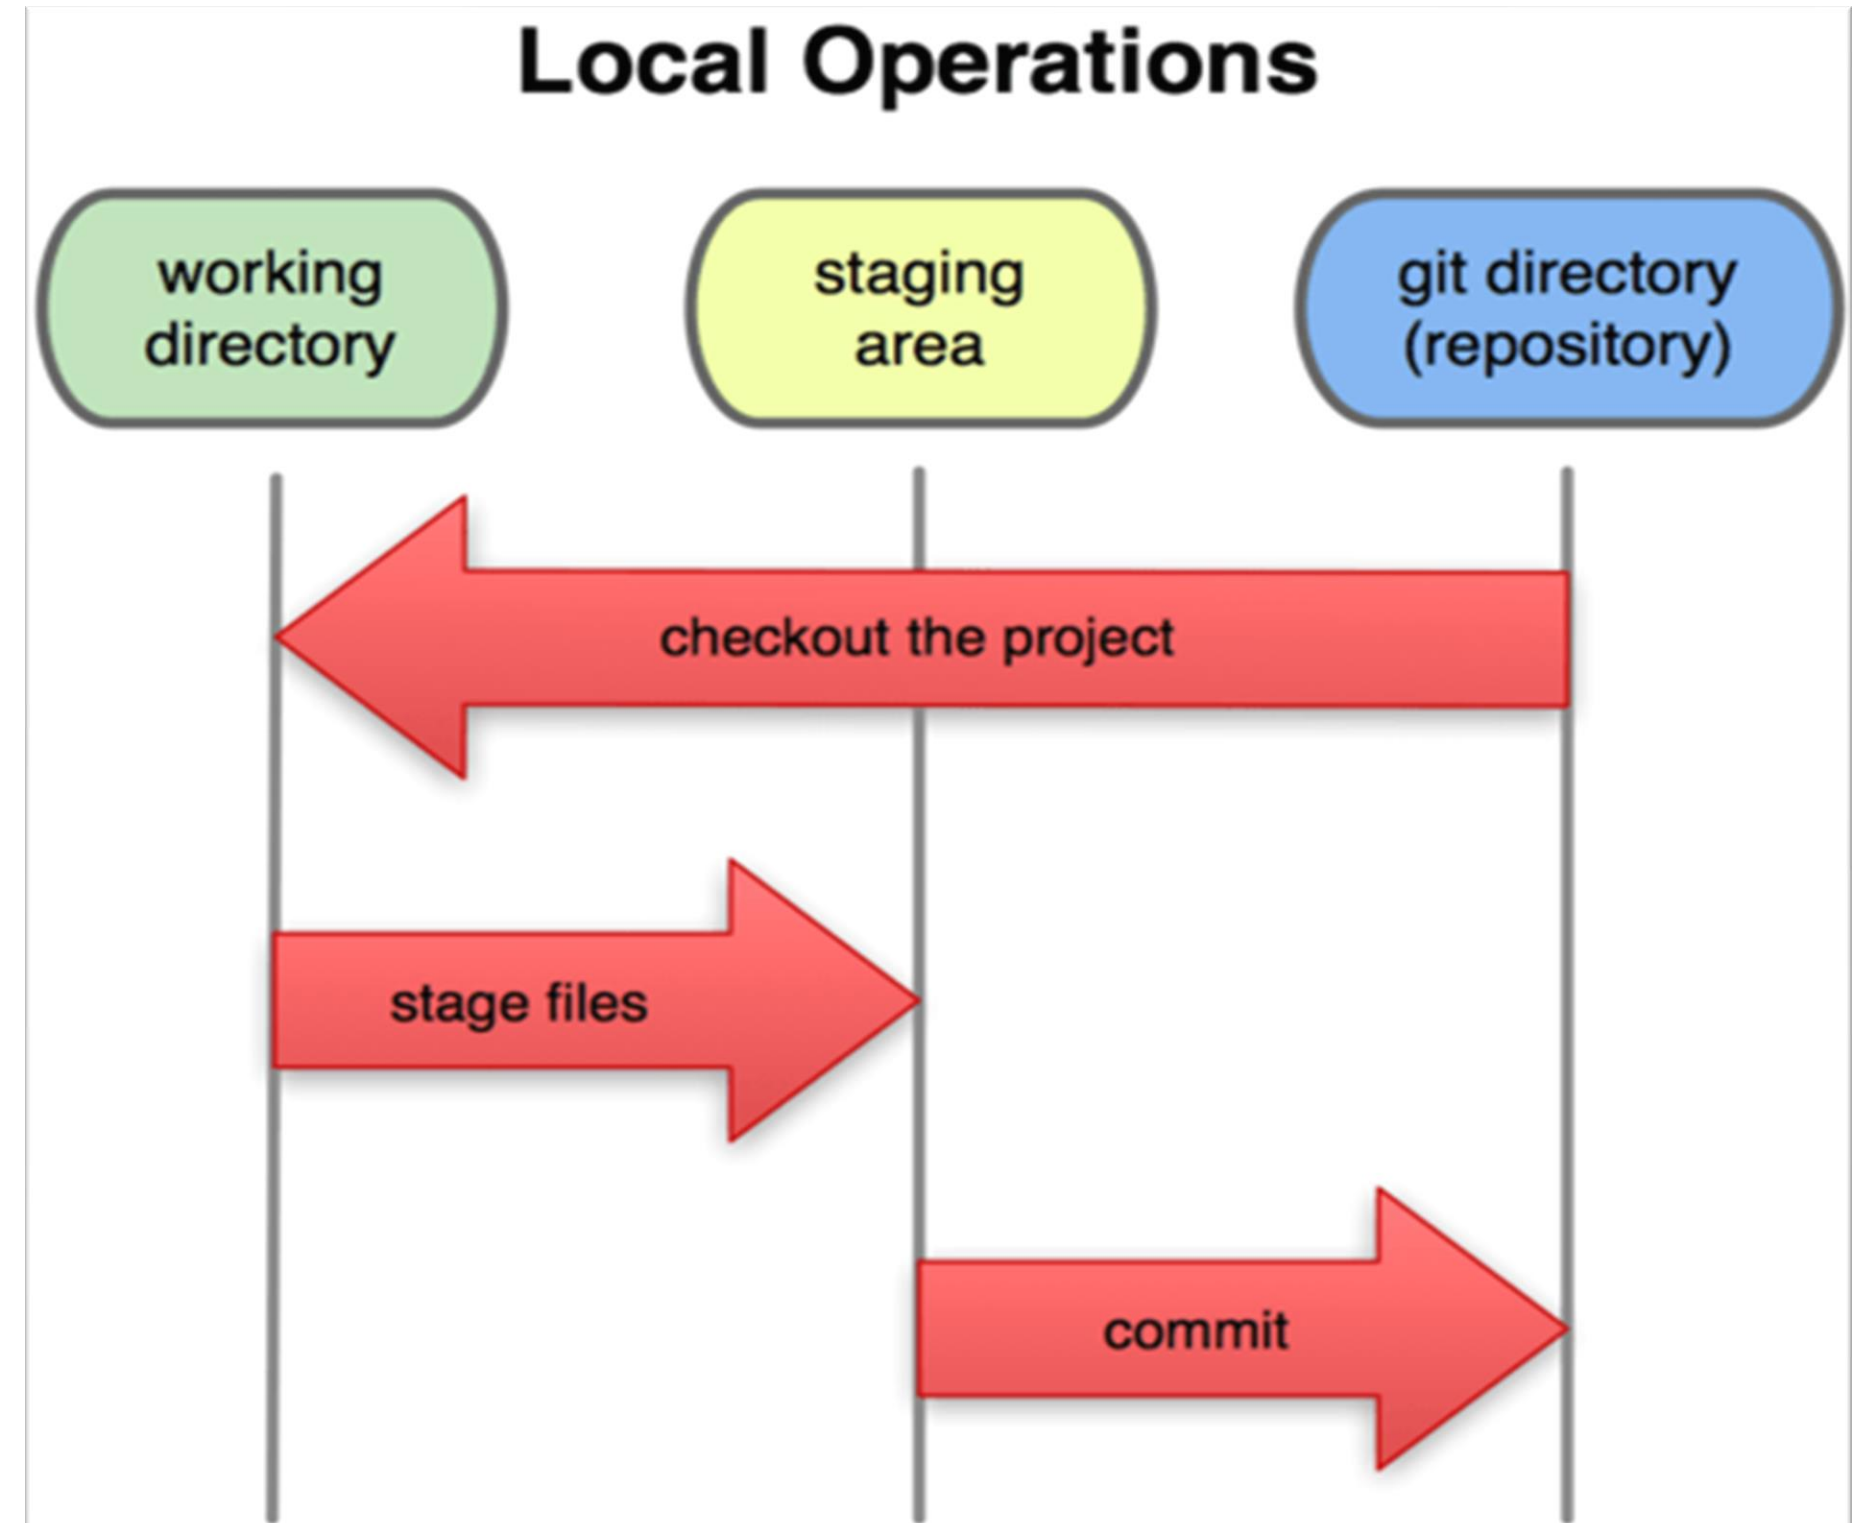 Local Operations
working
directory
staging
area
git directory
(repository)
checkout the project
stage files
commit